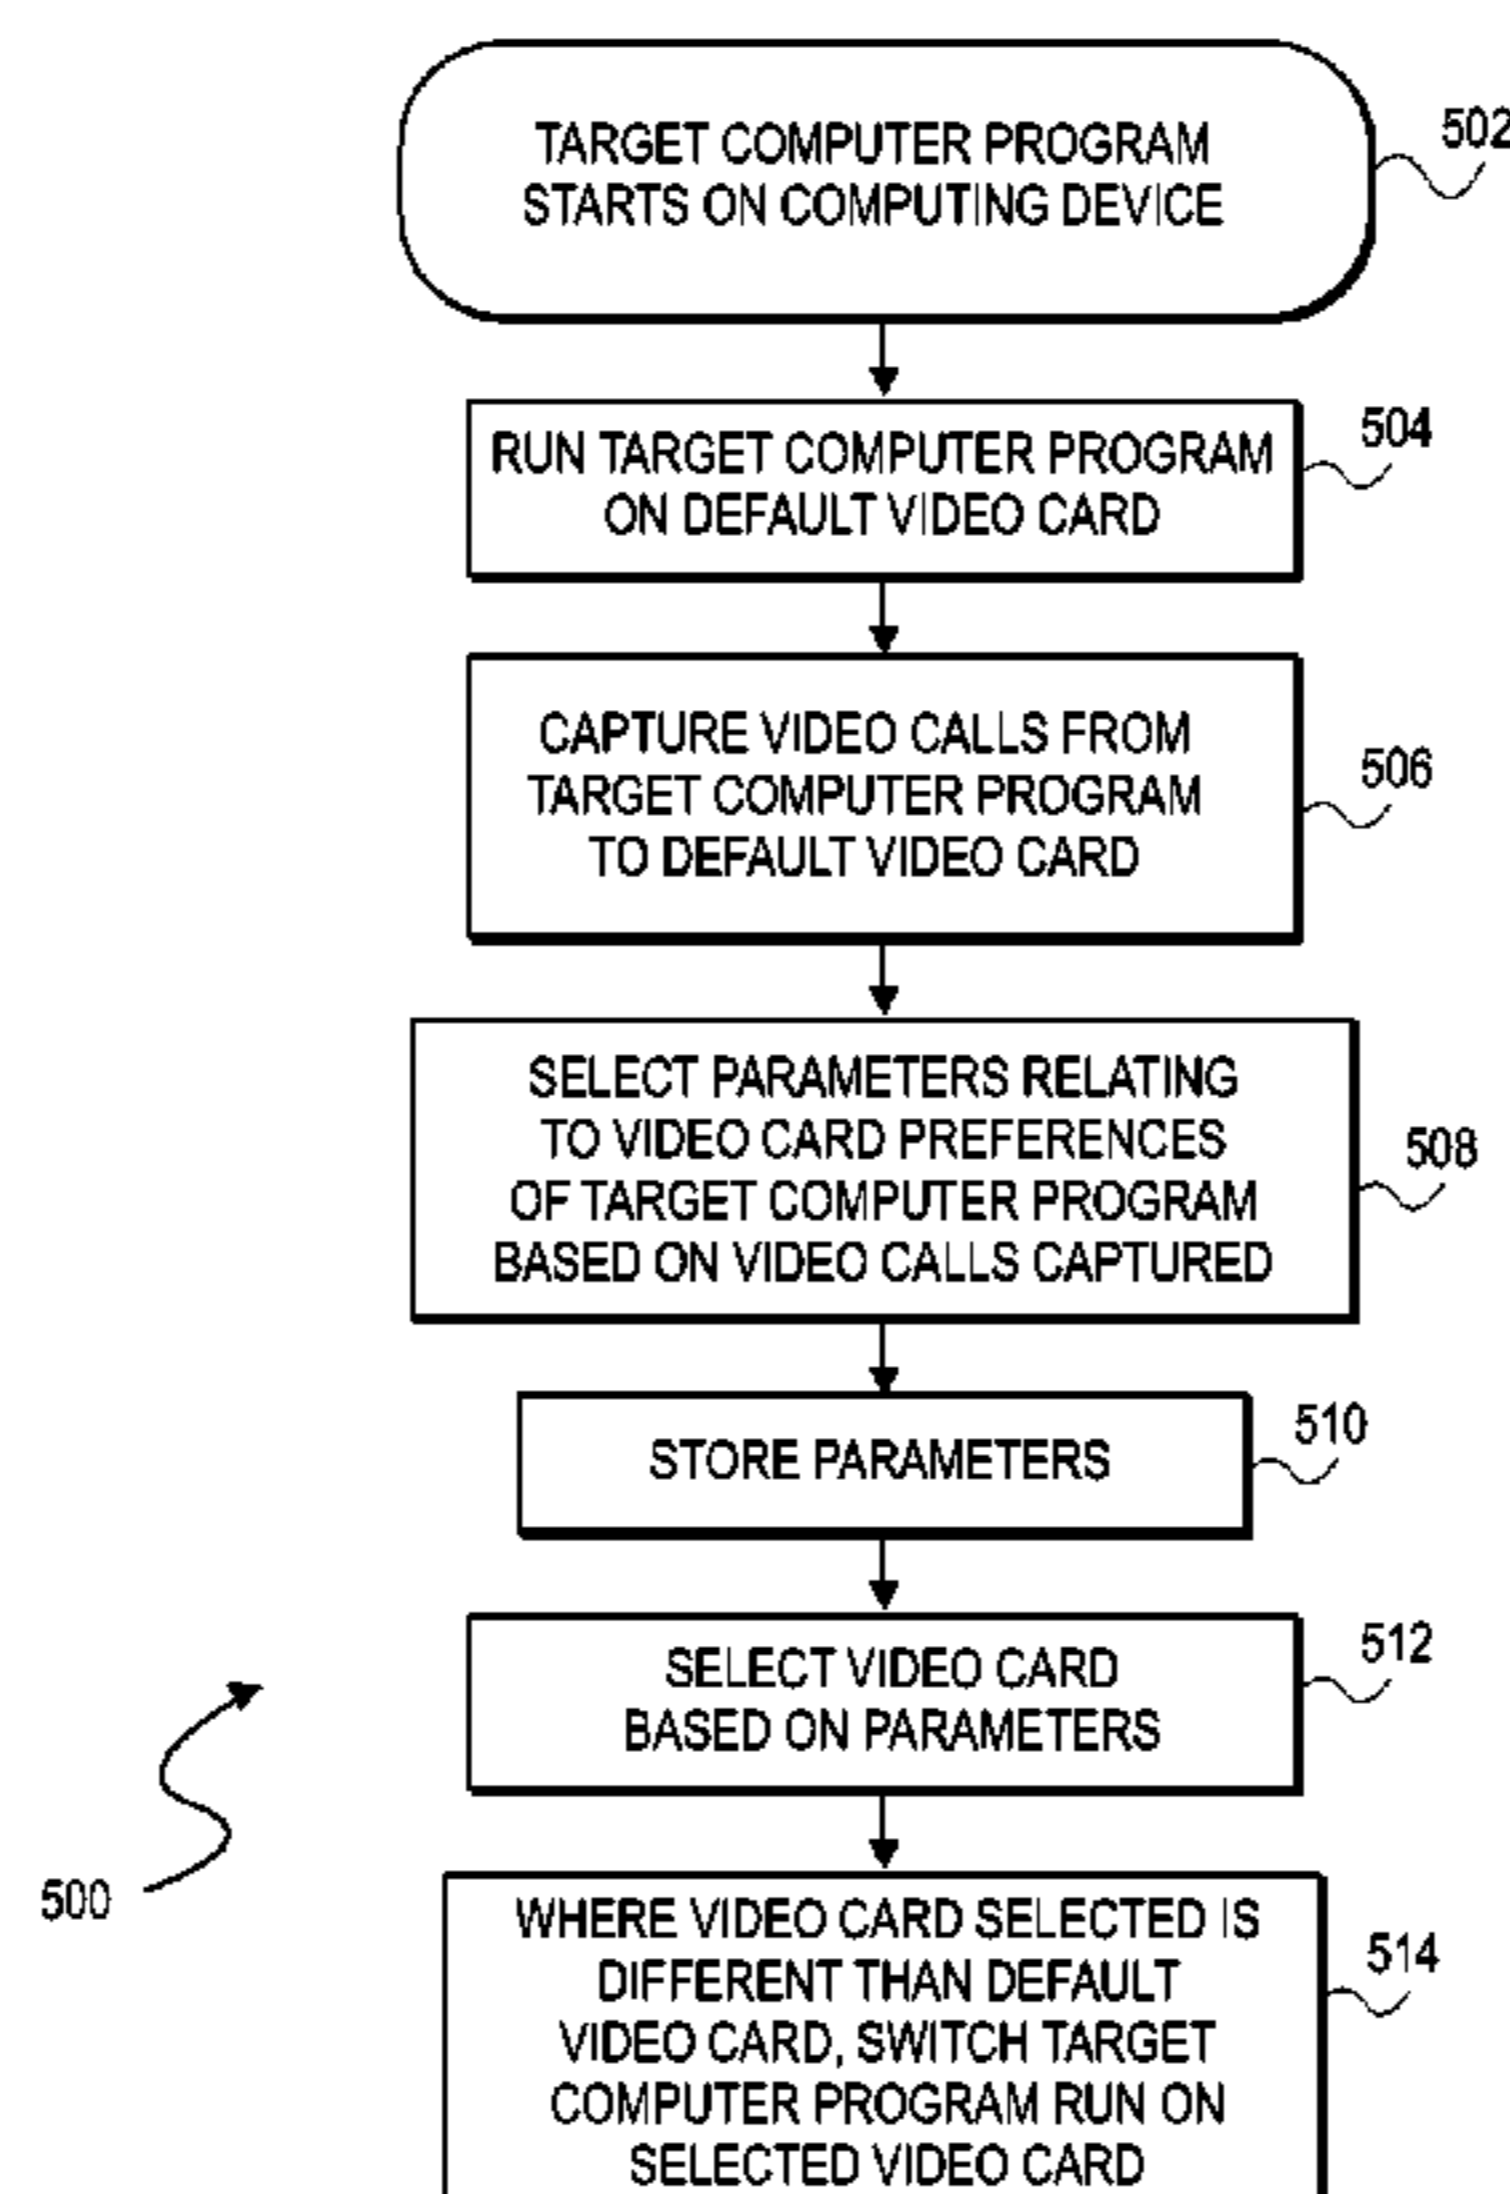 TARGET COMPUTER PROGRAM
STARTS ON COMPUTING DEVICE
502
RUN TARGET COMPUTER PROGRAM
ON DEFAULT VIDEO CARD
504
CAPTURE VIDEO CALLS FROM
TARGET COMPUTER PROGRAM
TO DEFAULT VIDEO CARD
506
SELECT PARAMETERS RELATING
TO VIDEO CARD PREFERENCES
OF TARGET COMPUTER PROGRAM
BASED ON VIDEO CALLS CAPTURED
508
STORE PARAMETERS
510
SELECT VIDEO CARD
BASED ON PARAMETERS
512
500
WHERE VIDEO CARD SELECTED IS
DIFFERENT THAN DEFAULT
VIDEO CARD, SWITCH TARGET
COMPUTER PROGRAM RUN ON
SELECTED VIDEO CARD
514